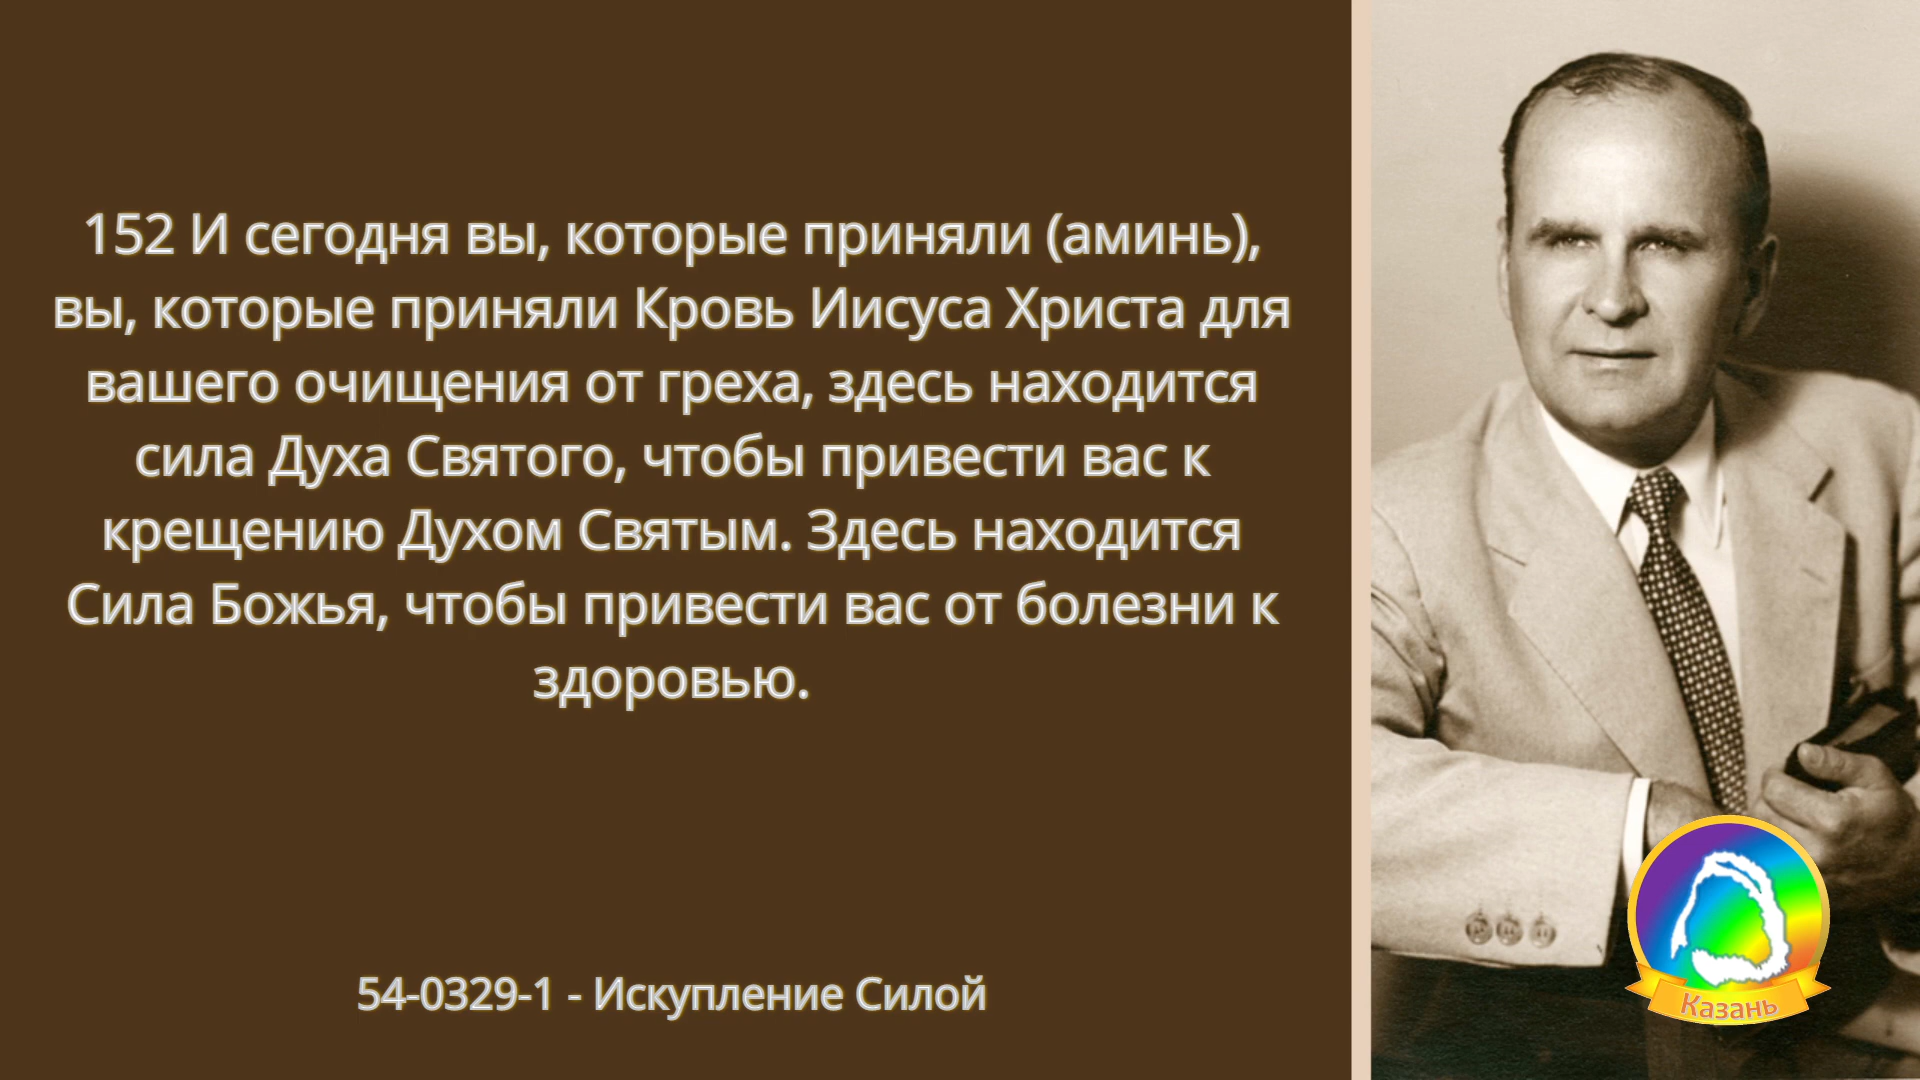 152 И сегодня вы, которые приняли (аминь),
вы, которые приняли Кровь Иисуса Христа для
вашего очищения от греха, здесь находится
сила Духа Святого, чтобы привести вас к
крещению Духом Святым. Здесь находится
Сила Божья, чтобы привести вас от болезни к
здоровью.
54-0329-1 - Искупление Силой
Казань